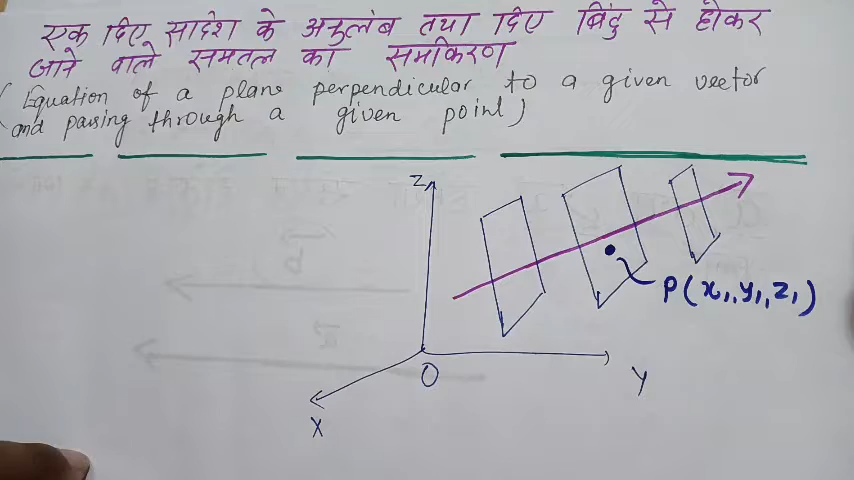 एक दिए सादिश के अनुलंब तथा दिए बिंदु से होकर
जाने वाले समतल का समीकरण
(Equation of a plane perpendicular to a given vector
and passing through a given point)
Z
P(x₁,y₁,z₁)
O
Y
X